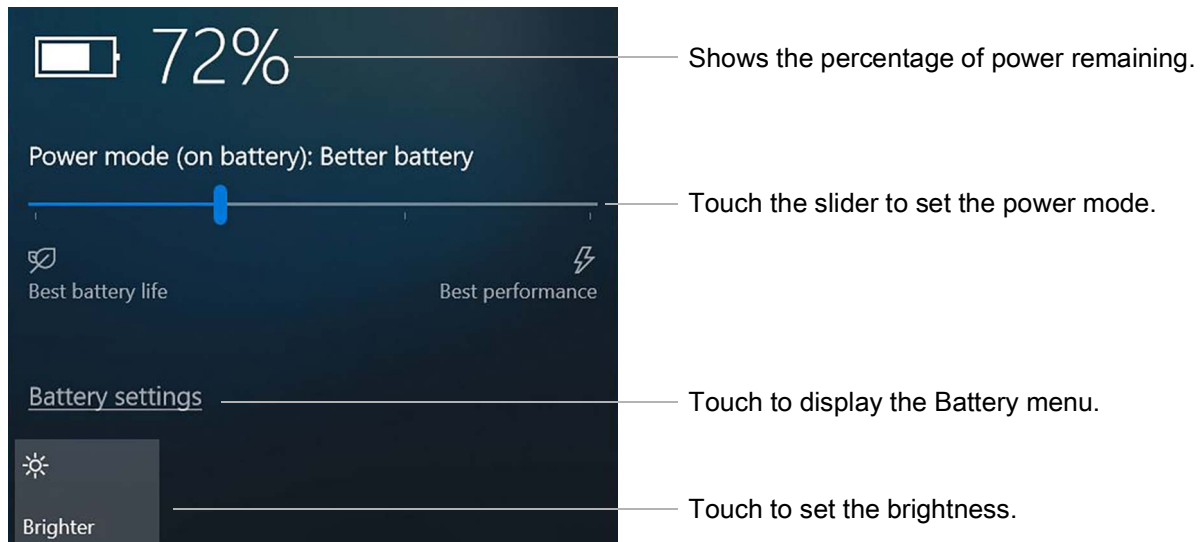 72%
Shows the percentage of power remaining.
Power mode (on battery): Better battery
Touch the slider to set the power mode.
Best battery life
Best performance
Battery settings
Touch to display the Battery menu.
Brighter
Touch to set the brightness.